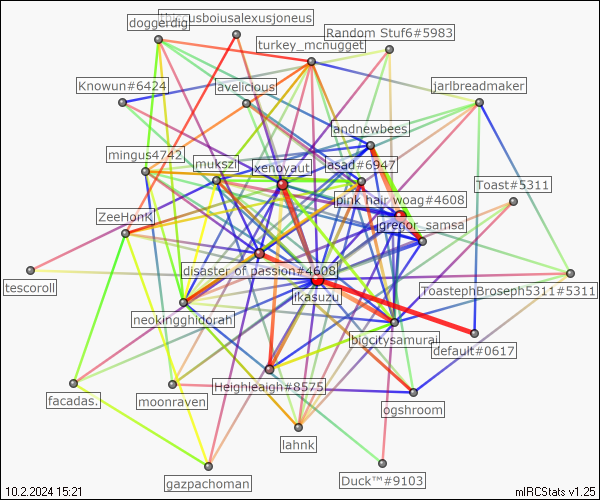 doggerdig
turkey_mcnugget
Random Stuf6#5983
Knowun#6424
avelicious
jarlbreadmaker
andnewbees
mingus4742
mukszi
xenoyaut
asad#6947
Toast#5311
pink hair woag#4608
ZeeHonK
gregor_samsa
disaster of passion#4608
tescoroll
ikasuzu
ToastephBroseph5311#5311
neokingghidorah
bigcitysamurai
default#0617
Heighleaigh#8575
facadas.
moonraven
ogshroom
lahnk
gazpachoman
Duck™#9103
10.2.2024 15:21
mIRCStats v1.25